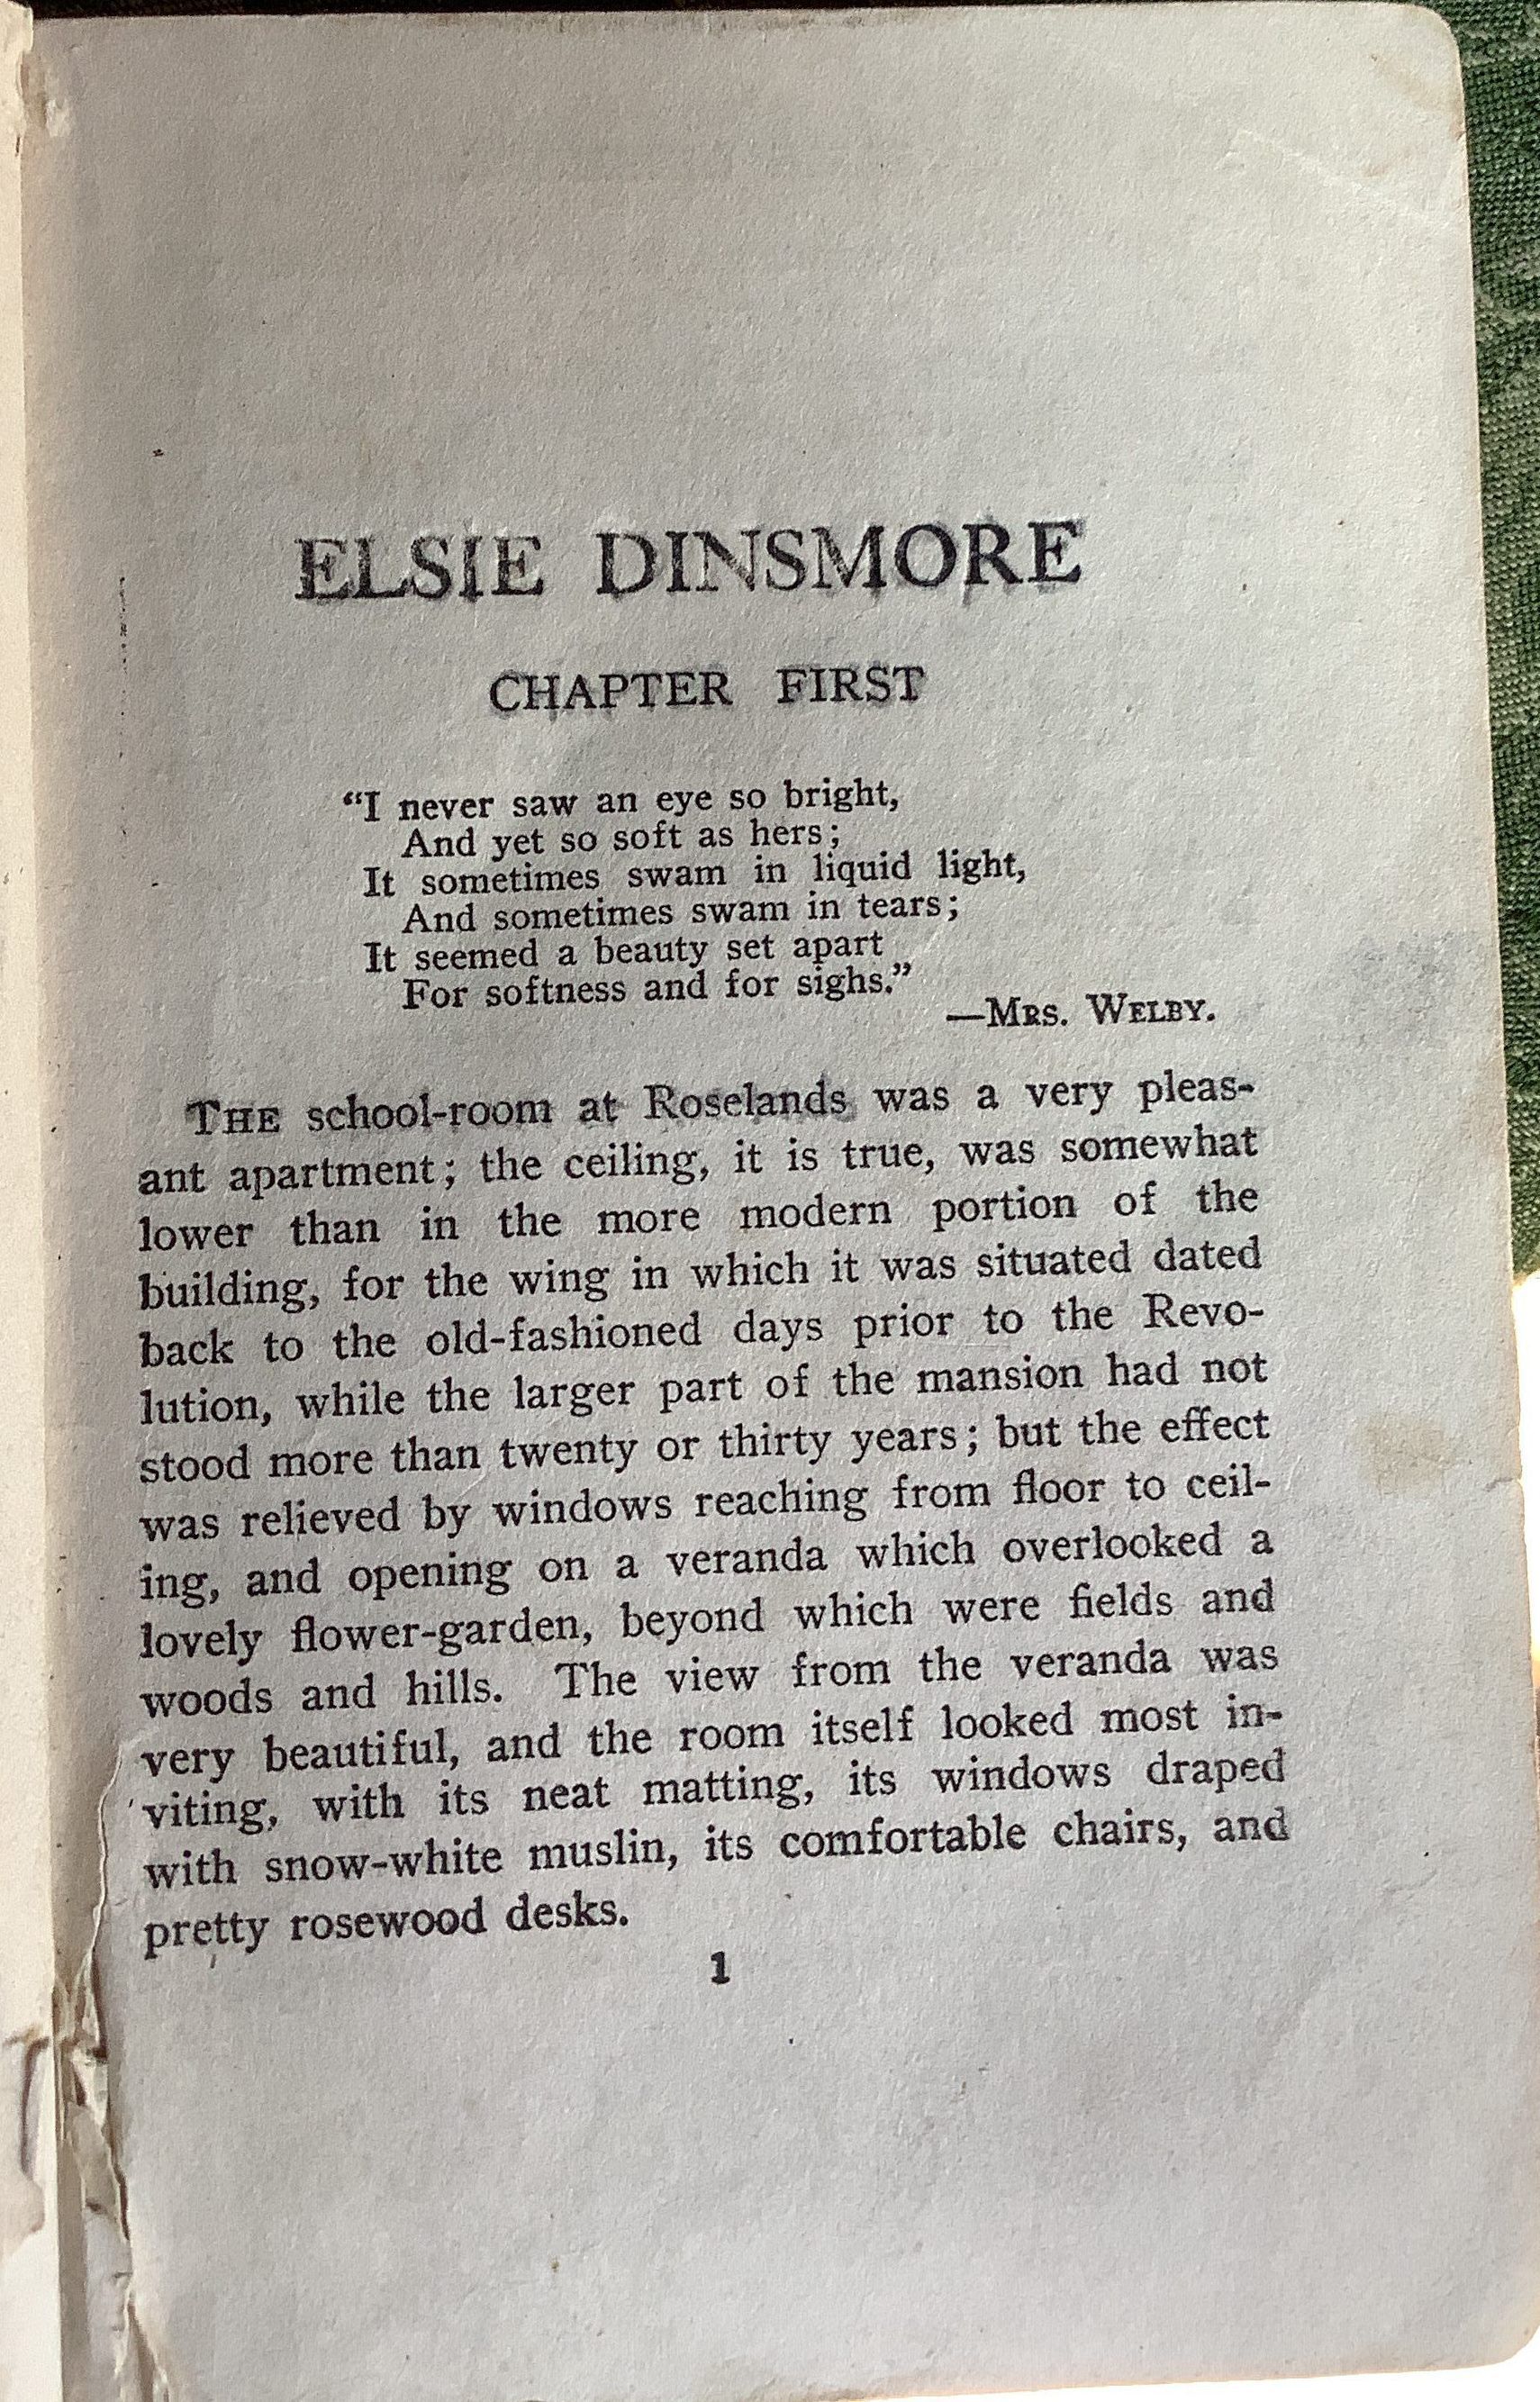 ELSIE DINSMORE
CHAPTER FIRST
“I never saw an eye so bright,
And yet so soft as hers;
It sometimes swam in liquid light,
And sometimes swam in tears;
It seemed a beauty set apart
For softness and for sighs.”
—MRS. WELBY.
THE school-room at Roselands was a very pleas-
ant apartment; the ceiling, it is true, was somewhat
lower than in the more modern portion of the
building, for the wing in which it was situated dated
back to the old-fashioned days prior to the Revo-
lution, while the larger part of the mansion had not
stood more than twenty or thirty years; but the effect
was relieved by windows reaching from floor to ceil-
ing, and opening on a veranda which overlooked a
lovely flower-garden, beyond which were fields and
woods and hills. The view from the veranda was
very beautiful, and the room itself looked most in-
viting, with its neat matting, its windows draped
with snow-white muslin, its comfortable chairs, and
pretty rosewood desks.
1